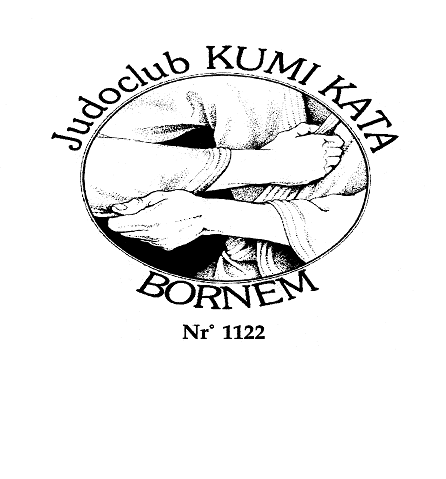 Judoclub KUMI KATA
BORNEM
Nr° 1122